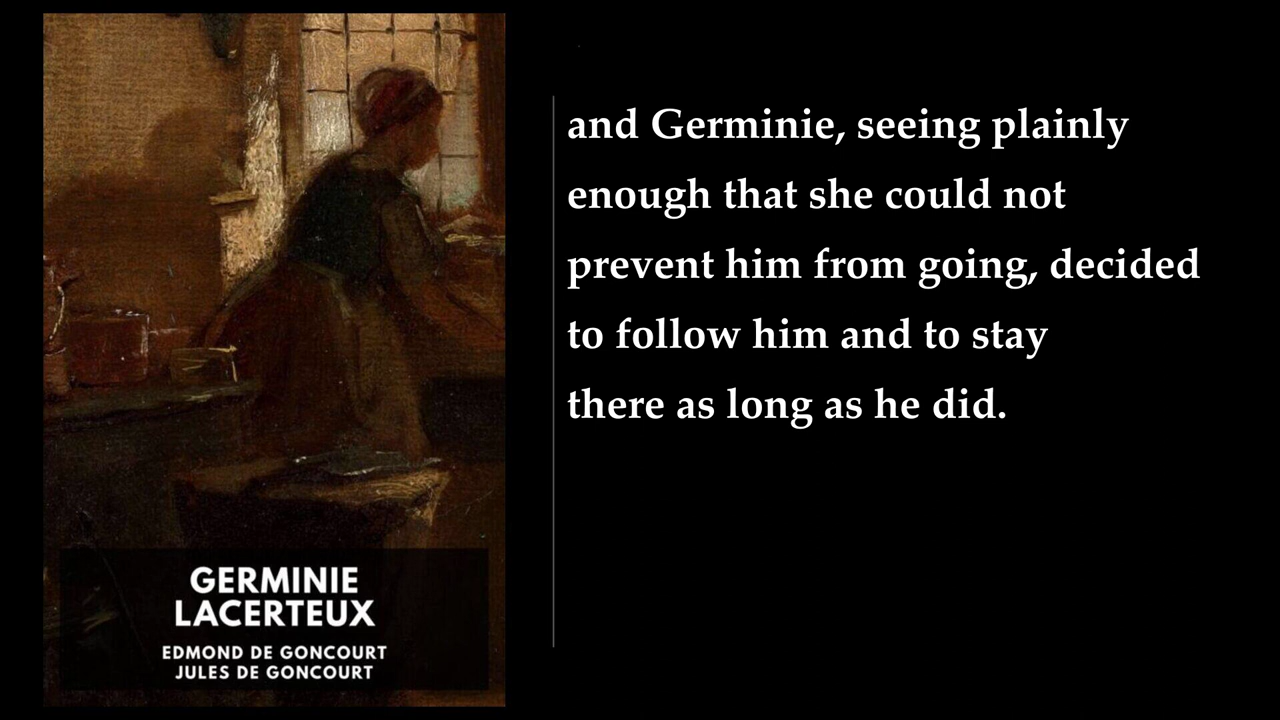 GERMINIE
LACERTEUX
EDMOND DE GONCOURT
JULES DE GONCOURT
and Germinie, seeing plainly
enough that she could not
prevent him from going, decided
to follow him and to stay
there as long as he did.